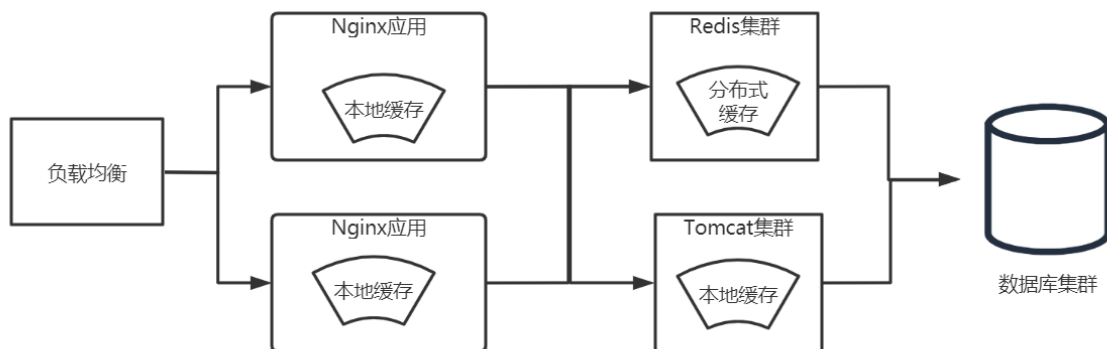 负载均衡
Nginx应用
本地缓存
Nginx应用
本地缓存
Redis集群
分布式
缓存
Tomcat集群
本地缓存
数据库集群